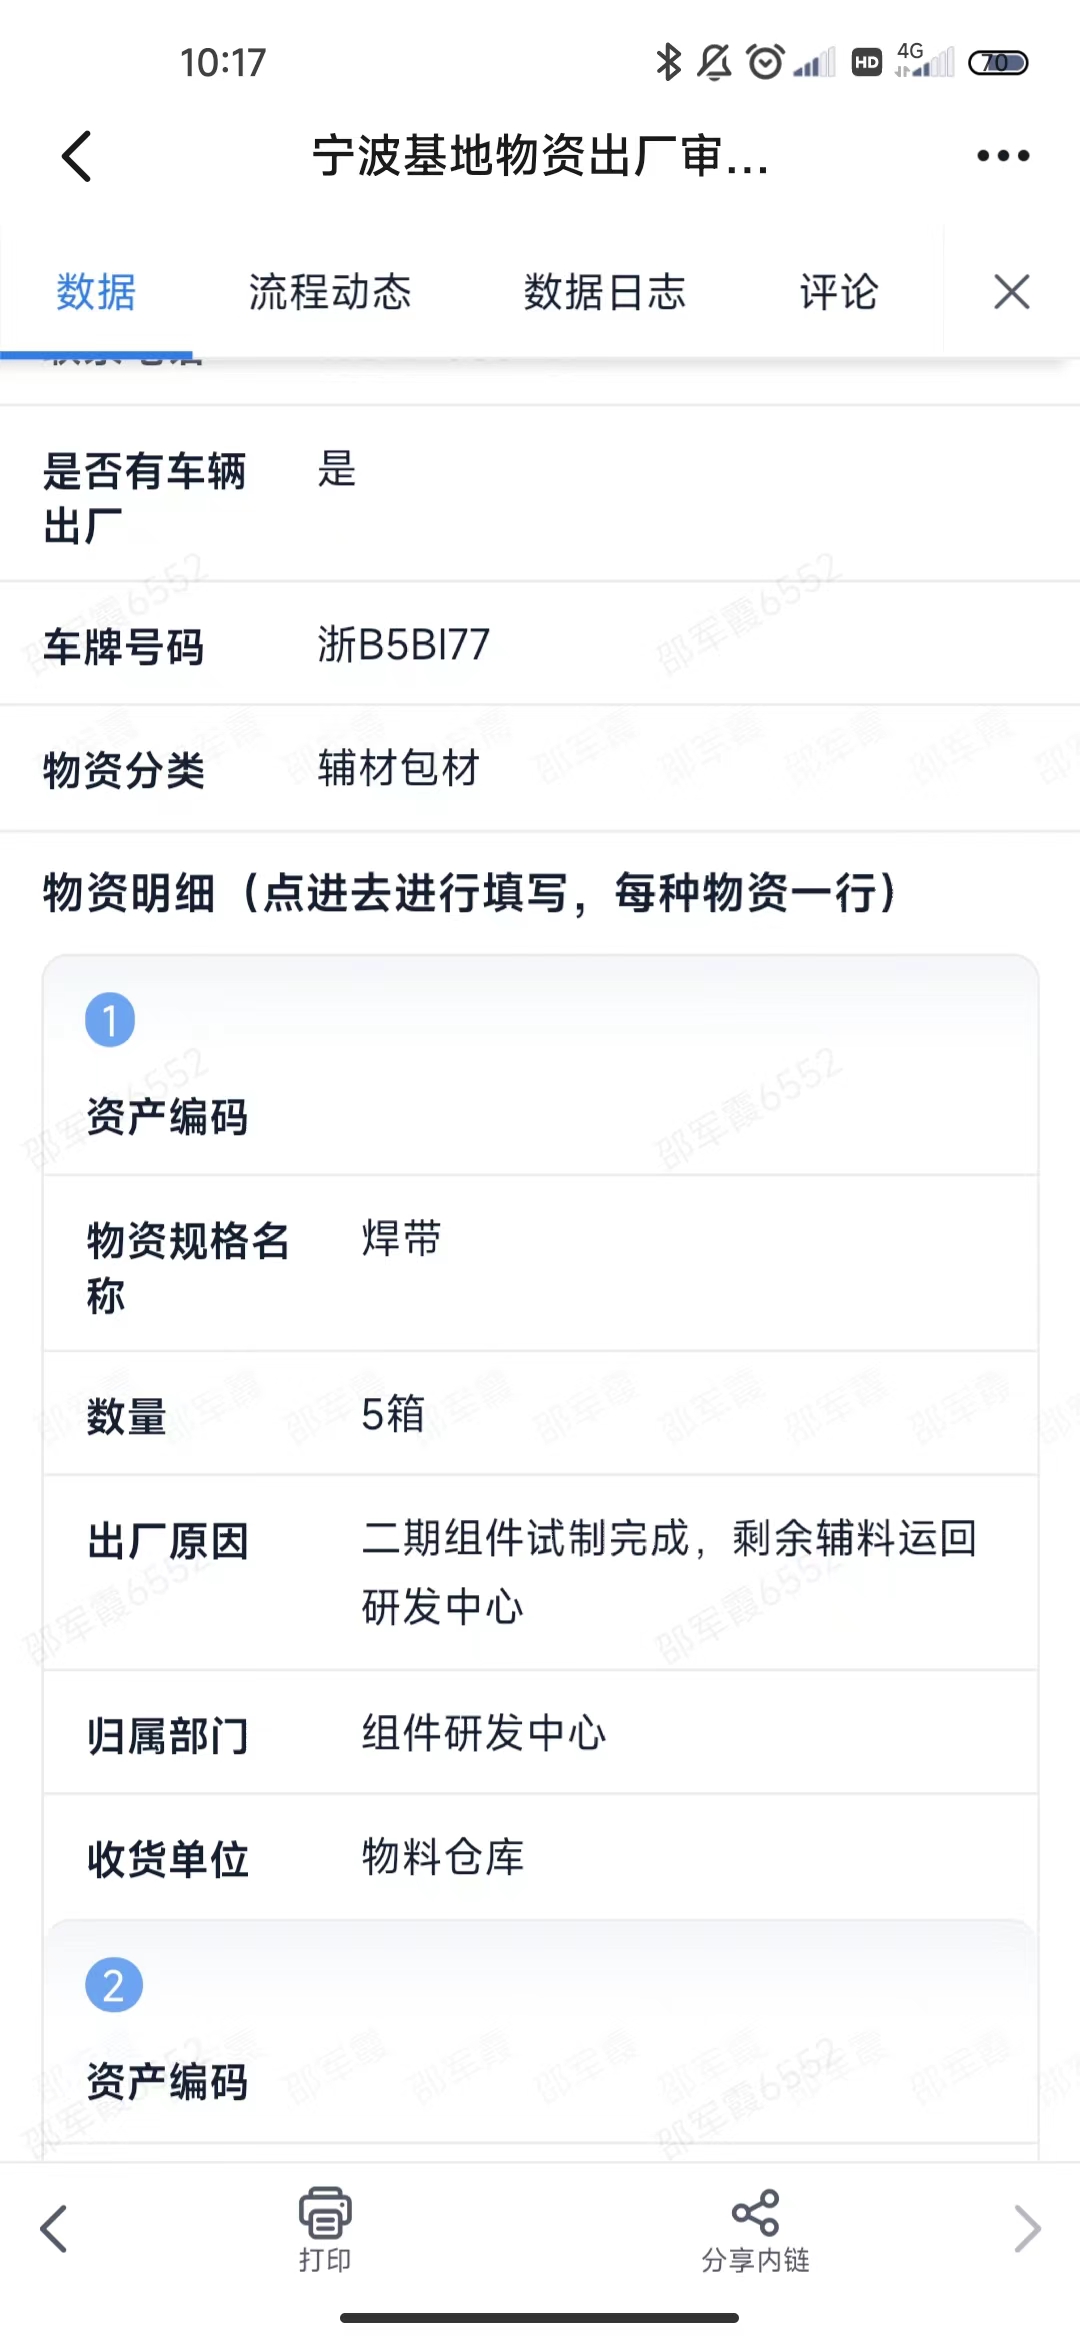 10:17
HD
4G
70
宁波基地物资出厂审...
数据
流程动态
数据日志
评论
是否有车辆
出厂
是
车牌号码
浙B5BI77
物资分类
辅材包材
物资明细（点进去进行填写，每种物资一行）
1
资产编码
物资规格名
称
焊带
数量
5箱
出厂原因
二期组件试制完成，剩余辅料运回
研发中心
归属部门
组件研发中心
收货单位
物料仓库
2
资产编码
打印
分享内链
邵军霞6552